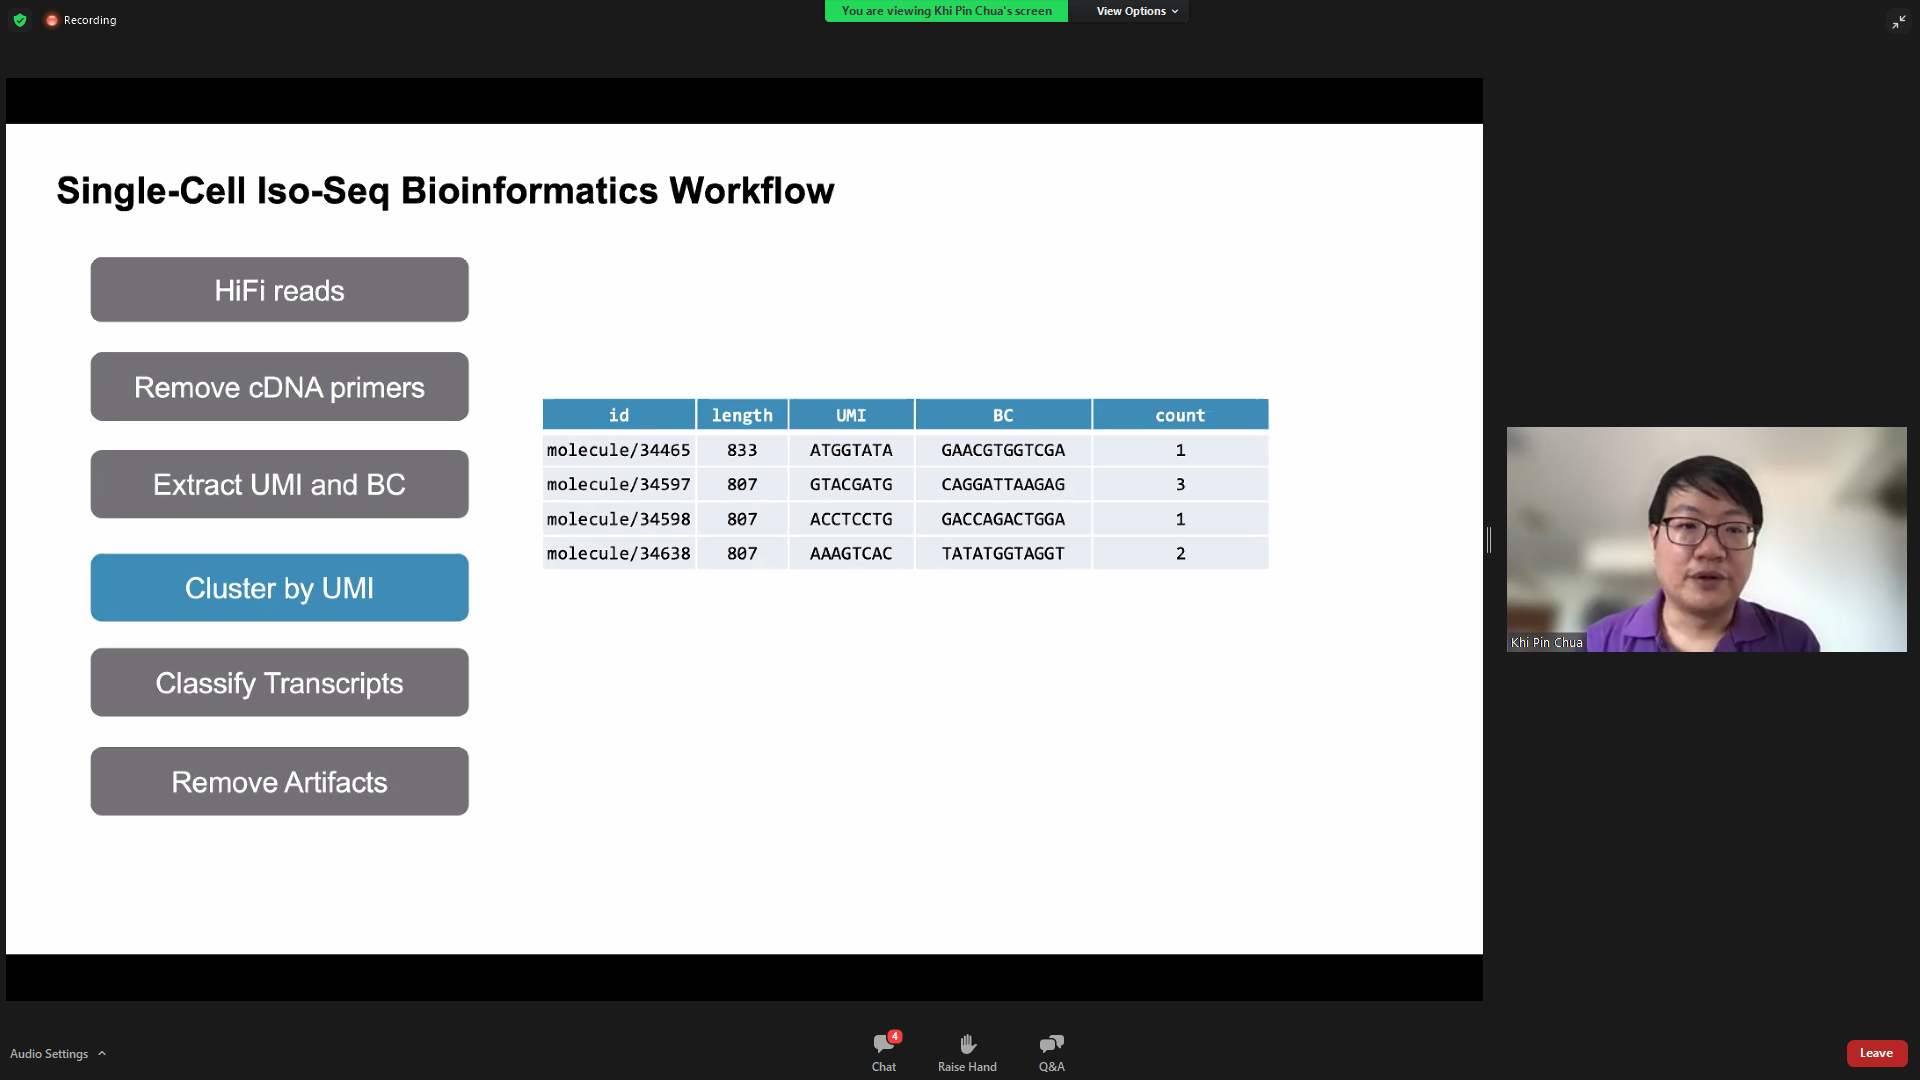 Recording
You are viewing Khi Pin Chua's screen
View Options
Single-Cell Iso-Seq Bioinformatics Workflow
HiFi reads
Remove cDNA primers
Extract UMI and BC
Cluster by UMI
Classify Transcripts
Remove Artifacts
id length UMI BC count
molecule/34465 833 ATGGTATA GAACGTGGTCGA 1
molecule/34597 807 GTACGATG CAGGATTAAGAG 3
molecule/34598 807 ACCTCCTG GACCAGACTGGA 1
molecule/34638 807 AAAGTCAC TATATGGTAGGT 2
Khi Pin Chua
Audio Settings
4
Chat
Raise Hand
Q&A
Leave